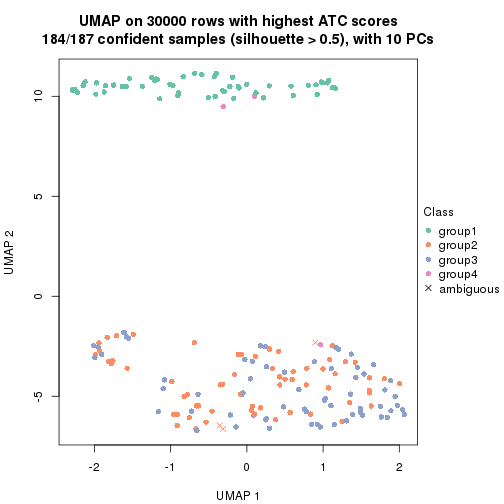 UMAP on 30000 rows with highest ATC scores
184/187 confident samples (silhouette > 0.5), with 10 PCs
10
5
0
-5
UMAP 2
-2
-1
0
1
2
UMAP 1
Class
group1
group2
group3
group4
ambiguous